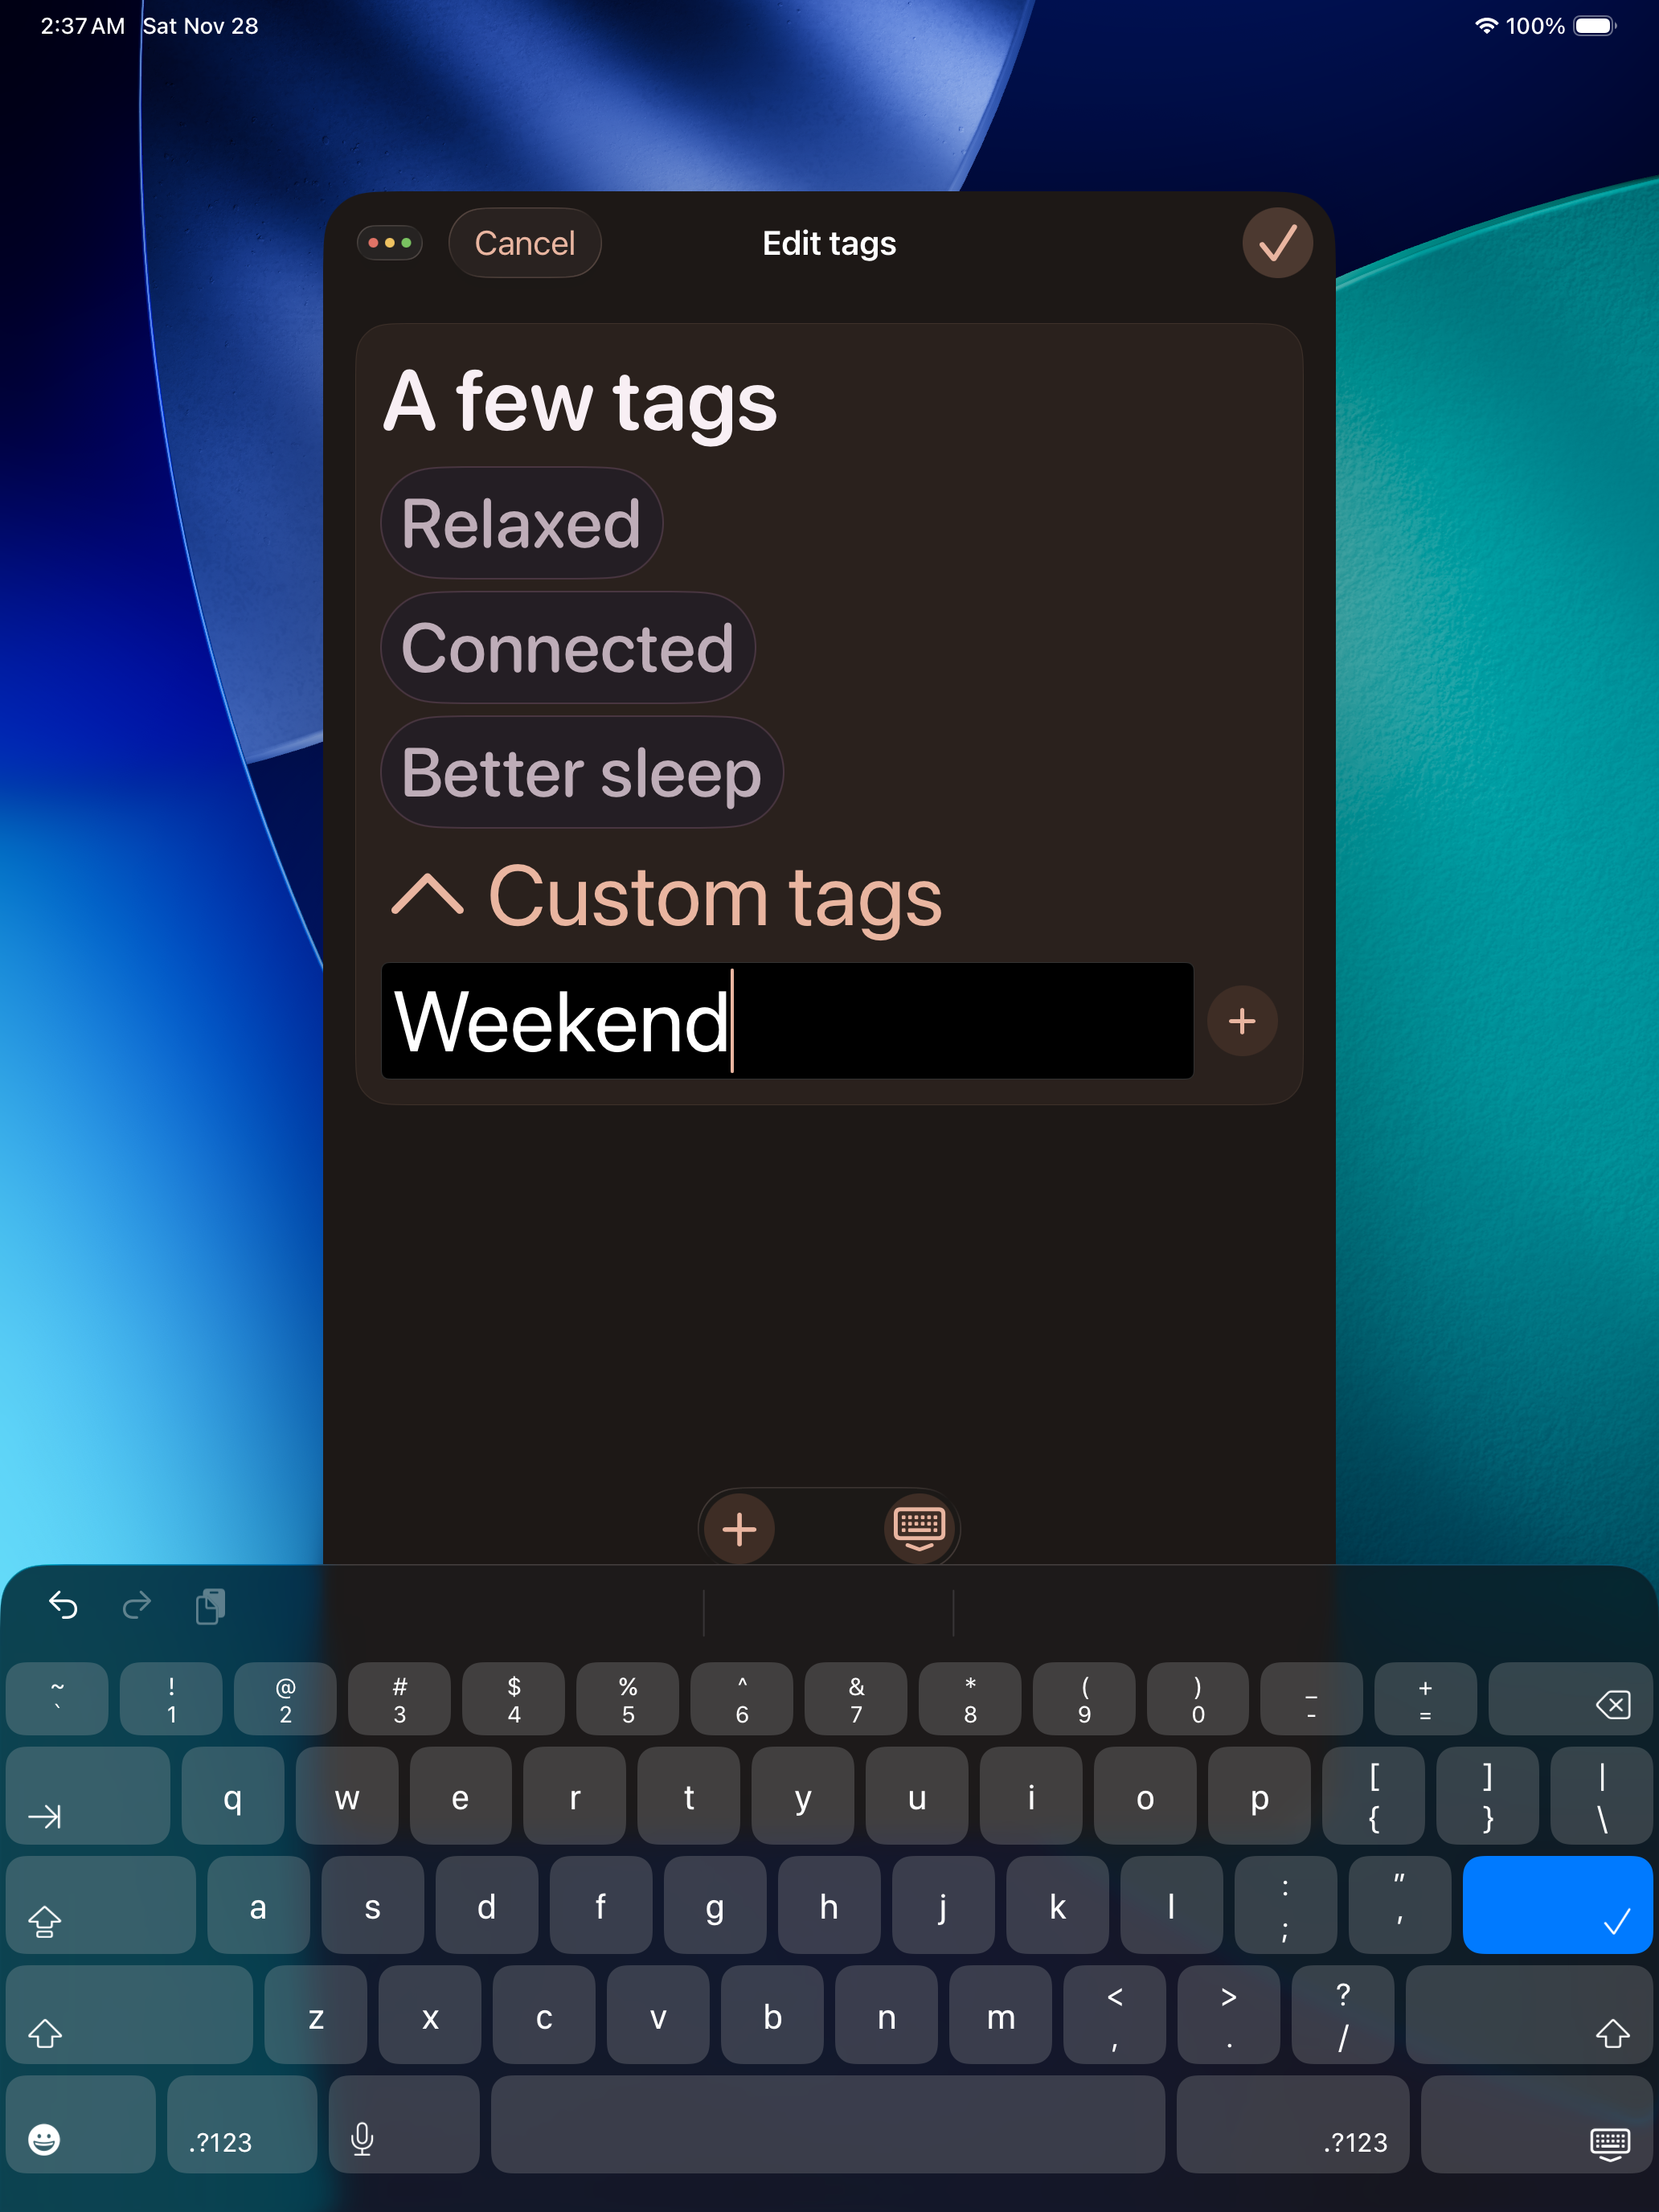 2:37 AM Sat Nov 28
100%
Cancel
Edit tags
A few tags
Relaxed
Connected
Better sleep
Custom tags
Weekend
~ ! @ # $ % ^ & * ( ) _ +
` 1 2 3 4 5 6 7 8 9 0 - =
q w e r t y u i o p [ ] |
{ } \
a s d f g h j k l : "
; '
z x c v b n m < > ?
, . /
.?123
.?123